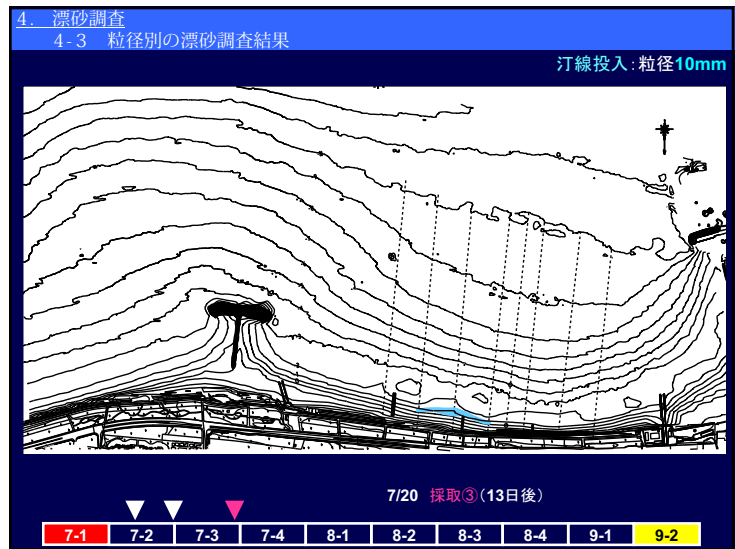 4. 漂砂調査
4-3 粒径別の漂砂調査結果
汀線投入:粒径10mm
7/20 採取③(13日後)
7-1 7-2 7-3 7-4 8-1 8-2 8-3 8-4 9-1 9-2